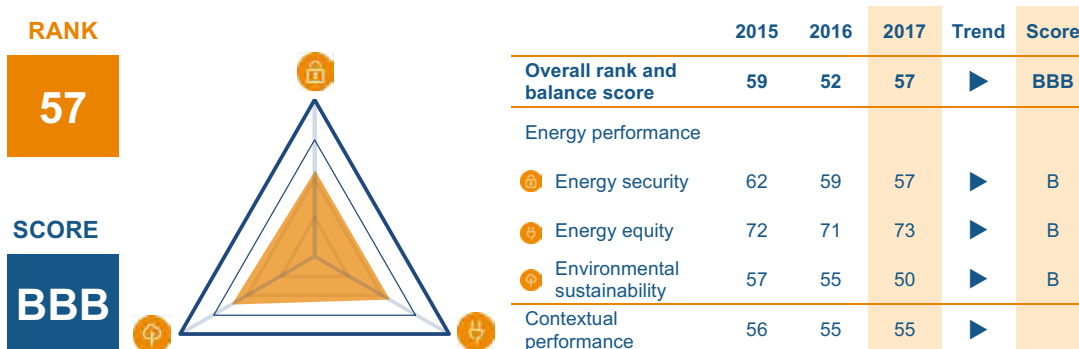 RANK
57
SCORE
BBB
2015 2016 2017 Trend Score
Overall rank and
balance score 59 52 57 BBB
Energy performance
Energy security 62 59 57 B
Energy equity 72 71 73 B
Environmental
sustainability 57 55 50 B
Contextual
performance 56 55 55